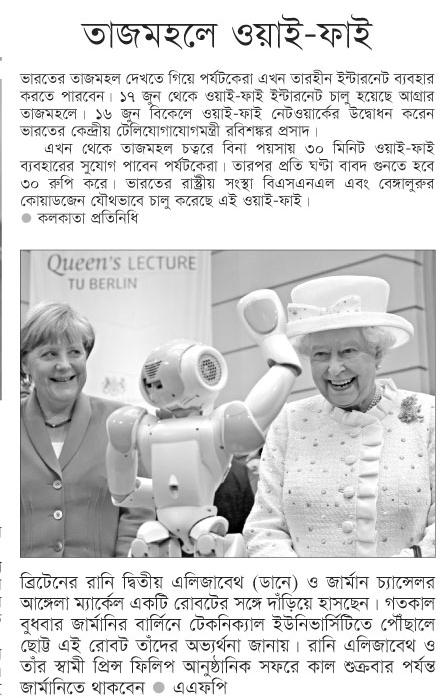 তাজমহলে ওয়াই-ফাই
ভারতের তাজমহল দেখতে গিয়ে পর্যটকেরা এখন তারহীন ইন্টারনেট ব্যবহার
করতে পারবেন। ১৭ জুন থেকে ওয়াই-ফাই ইন্টারনেট চালু হয়েছে আগ্রার
তাজমহলে। ১৬ জুন বিকেলে ওয়াই-ফাই নেটওয়ার্কের উদ্বোধন করেন
ভারতের কেন্দ্রীয় টেলিযোগাযোগমন্ত্রী রবিশঙ্কর প্রসাদ।
এখন থেকে তাজমহল চত্বরে বিনা পয়সায় ৩০ মিনিট ওয়াই-ফাই
ব্যবহারের সুযোগ পাবেন পর্যটকেরা। তারপর প্রতি ঘণ্টা বাবদ গুনতে হবে
৩০ রুপি করে। ভারতের রাষ্ট্রীয় সংস্থা বিএসএনএল এবং বেঙ্গালুরুর
কোয়াডজেন যৌথভাবে চালু করেছে এই ওয়াই-ফাই।
● কলকাতা প্রতিনিধি
Queen's LECTURE
TU BERLIN
ব্রিটেনের রানি দ্বিতীয় এলিজাবেথ (ডানে) ও জার্মান চ্যান্সেলর
আঙ্গেলা ম্যার্কেল একটি রোবটের সঙ্গে দাঁড়িয়ে হাসছেন। গতকাল
বুধবার জার্মানির বার্লিনে টেকনিক্যাল ইউনিভার্সিটিতে পৌঁছালে
ছোট্ট এই রোবট তাঁদের অভ্যর্থনা জানায়। রানি এলিজাবেথ ও
তাঁর স্বামী প্রিন্স ফিলিপ আনুষ্ঠানিক সফরে কাল শুক্রবার পর্যন্ত
জার্মানিতে থাকবেন ● এএফপি